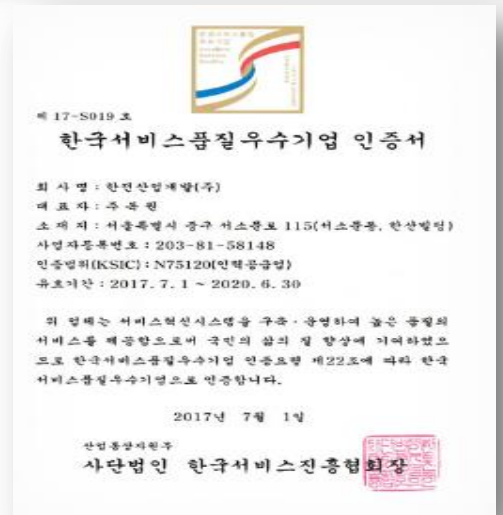 제 17-S019 호
한국서비스품질우수기업 인증서
회 사 명 : 한전산업개발(주)
대 표 자 : 주 복 원
소 재 지 : 서울특별시 중구 서소문로 115(서소문동, 한산빌딩)
사업자등록번호 : 203-81-58148
인증범위(KSIC) : N75120(인력공급업)
유효기간 : 2017. 7. 1 ~ 2020. 6. 30
위 업체는 서비스혁신시스템을 구축·운영하여 높은 품질의
서비스를 제공함으로써 국민의 삶의 질 향상에 기여하였으
므로 한국서비스품질우수기업 인증요령 제22조에 따라 한국
서비스품질우수기업으로 인증합니다.
2017년 7월 1일
산업통상자원부
사단법인 한국서비스진흥협회장